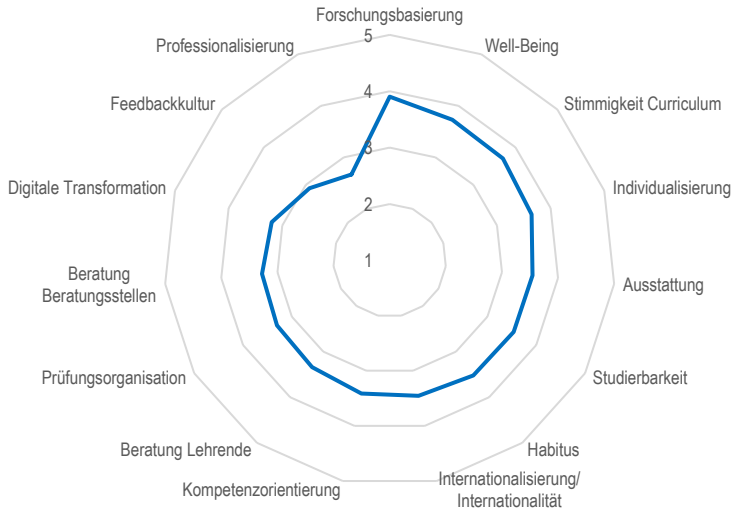 Forschungsbasierung
Well-Being
Stimmigkeit Curriculum
Individualisierung
Ausstattung
Studierbarkeit
Habitus
Internationalisierung/
Internationalität
Kompetenzorientierung
Beratung Lehrende
Prüfungsorganisation
Beratung
Beratungsstellen
Digitale Transformation
Feedbackkultur
Professionalisierung
5
4
3
2
1